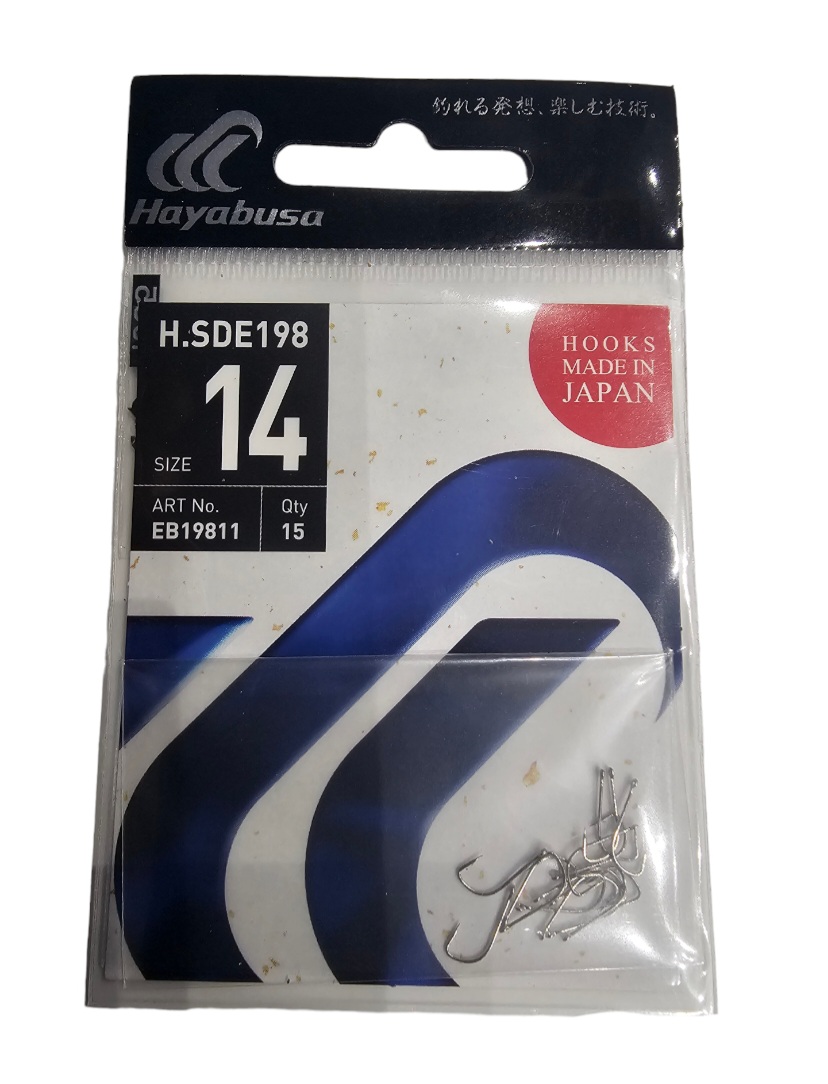 釣れる発想、楽しむ技術。
Hayabusa
H.SDE198
SIZE 14
HOOKS
MADE IN
JAPAN
ART No.
EB19811
Qty
15